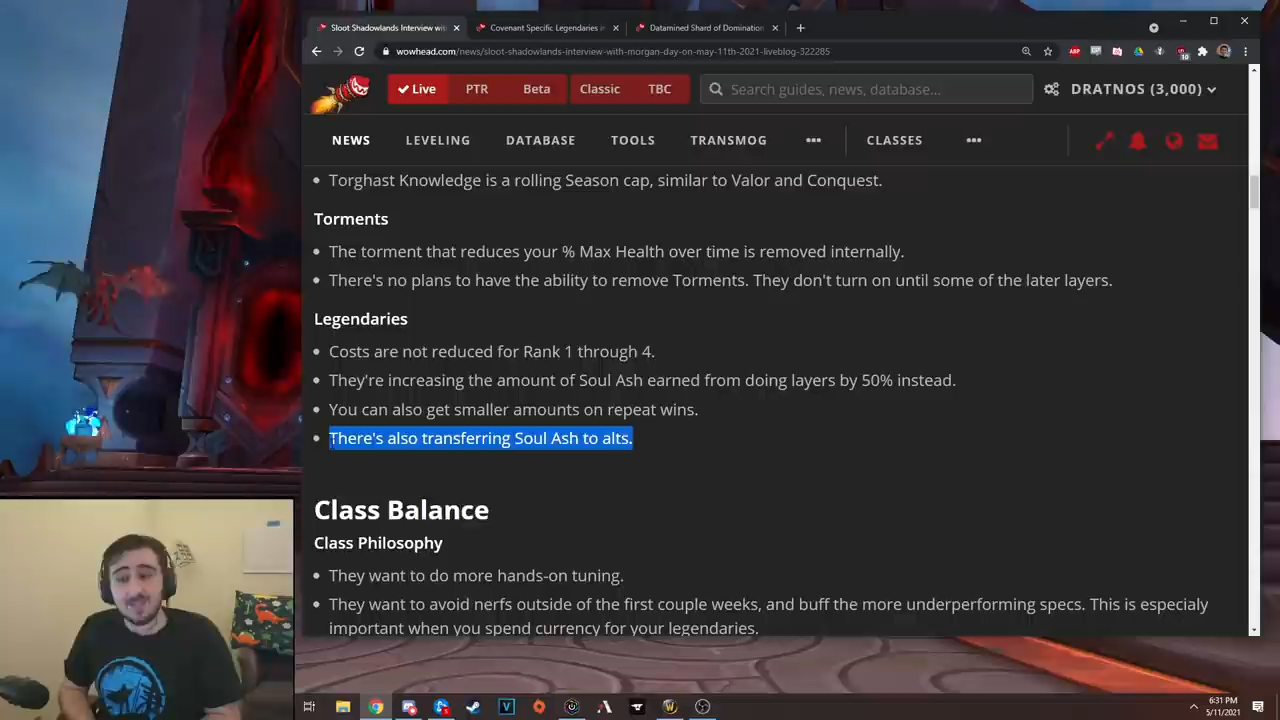 Sloot Shadowlands Interview with
Covenant Specific Legendaries in
Datamined Shard of Domination
wowhead.com/news/sloot-shadowlands-interview-with-morgan-day-on-may-11th-2021-liveblog-322285
Live
PTR
Beta
Classic
TBC
Search guides, news, database...
DRATNOS (3,000)
NEWS
LEVELING
DATABASE
TOOLS
TRANSMOG
•••
CLASSES
•••
• Torghast Knowledge is a rolling Season cap, similar to Valor and Conquest.
Torments
• The torment that reduces your % Max Health over time is removed internally.
• There's no plans to have the ability to remove Torments. They don't turn on until some of the later layers.
Legendaries
• Costs are not reduced for Rank 1 through 4.
• They're increasing the amount of Soul Ash earned from doing layers by 50% instead.
• You can also get smaller amounts on repeat wins.
• There's also transferring Soul Ash to alts.
Class Balance
Class Philosophy
• They want to do more hands-on tuning.
• They want to avoid nerfs outside of the first couple weeks, and buff the more underperforming specs. This is especialy
important when you spend currency for your legendaries.
6:31 PM
5/11/2021